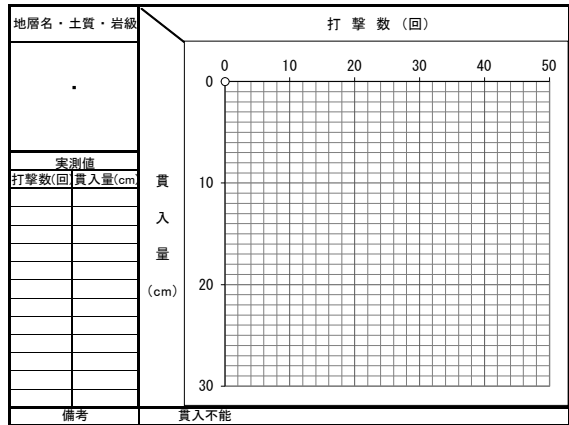 地層名・土質・岩級
打 撃 数 (回)
0 10 20 30 40 50
0
・
実測値
打撃数(回) 貫入量(cm)
貫
入
量
(cm)
10
20
30
備考 貫入不能